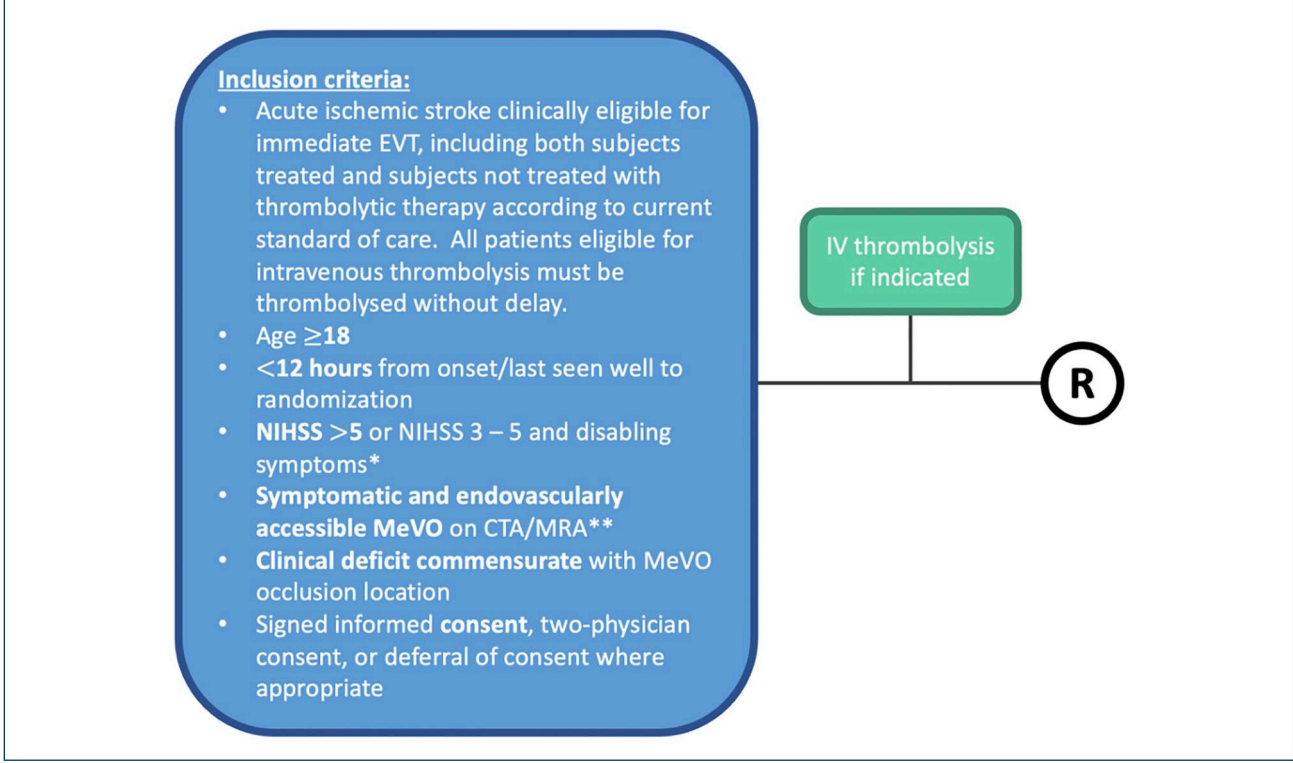 Inclusion criteria:
• Acute ischemic stroke clinically eligible for
immediate EVT, including both subjects
treated and subjects not treated with
thrombolytic therapy according to current
standard of care.  All patients eligible for
intravenous thrombolysis must be
thrombolysed without delay.
• Age ≥18
• <12 hours from onset/last seen well to
randomization
• NIHSS >5 or NIHSS 3 – 5 and disabling
symptoms*
• Symptomatic and endovascularly
accessible MeVO on CTA/MRA**
• Clinical deficit commensurate with MeVO
occlusion location
• Signed informed consent, two-physician
consent, or deferral of consent where
appropriate
IV thrombolysis
if indicated
R